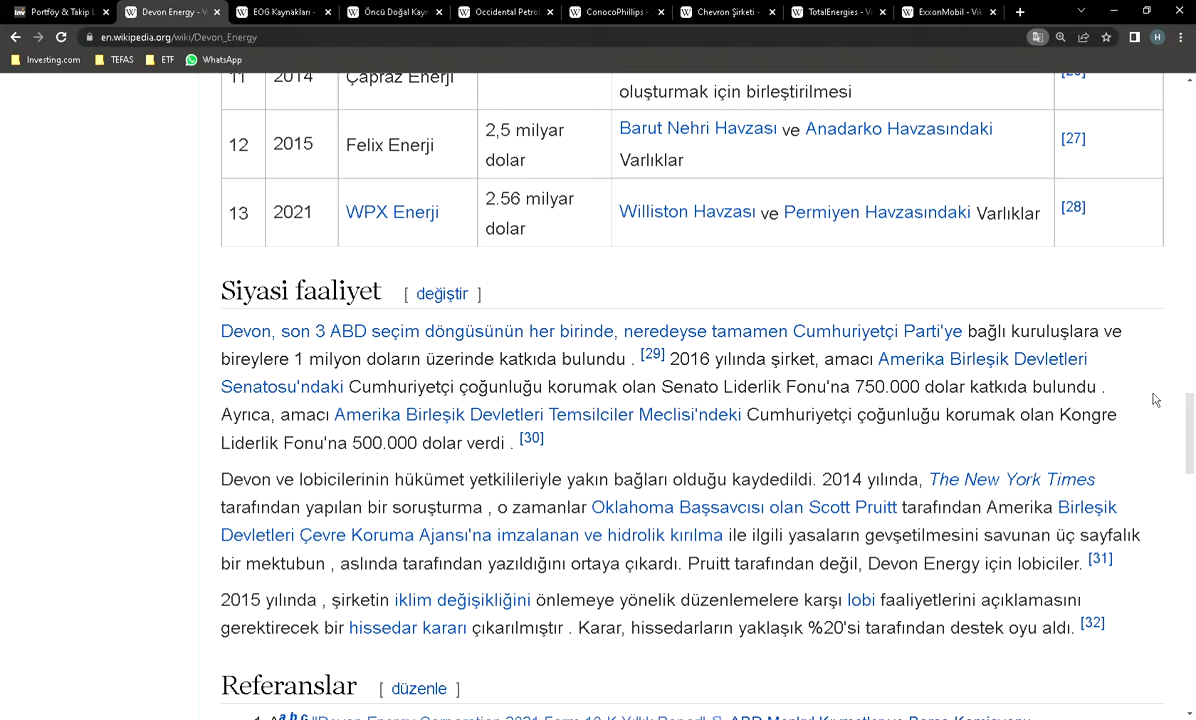 Portföy & Takip L
Devon Energy - V
EOG Kaynakları -
Öncü Doğal Kayn
Occidental Petrol
ConocoPhillips -
Chevron Şirketi -
TotalEnergies - Vi
ExxonMobil - Vik
en.wikipedia.org/wiki/Devon_Energy
H
Investing.com TEFAS ETF WhatsApp
11 2014 Çapraz Enerji
oluşturmak için birleştirilmesi
12 2015 Felix Enerji 2,5 milyar dolar Barut Nehri Havzası ve Anadarko Havzasındaki Varlıklar [27]
13 2021 WPX Enerji 2.56 milyar dolar Williston Havzası ve Permiyen Havzasındaki Varlıklar [28]
Siyasi faaliyet [ değiştir ]
Devon, son 3 ABD seçim döngüsünün her birinde, neredeyse tamamen Cumhuriyetçi Parti'ye bağlı kuruluşlara ve
bireylere 1 milyon doların üzerinde katkıda bulundu . [29] 2016 yılında şirket, amacı Amerika Birleşik Devletleri
Senatosu'ndaki Cumhuriyetçi çoğunluğu korumak olan Senato Liderlik Fonu'na 750.000 dolar katkıda bulundu .
Ayrıca, amacı Amerika Birleşik Devletleri Temsilciler Meclisi'ndeki Cumhuriyetçi çoğunluğu korumak olan Kongre
Liderlik Fonu'na 500.000 dolar verdi . [30]
Devon ve lobicilerinin hükümet yetkilileriyle yakın bağları olduğu kaydedildi. 2014 yılında, The New York Times
tarafından yapılan bir soruşturma , o zamanlar Oklahoma Başsavcısı olan Scott Pruitt tarafından Amerika Birleşik
Devletleri Çevre Koruma Ajansı'na imzalanan ve hidrolik kırılma ile ilgili yasaların gevşetilmesini savunan üç sayfalık
bir mektubun , aslında tarafından yazıldığını ortaya çıkardı. Pruitt tarafından değil, Devon Energy için lobiciler. [31]
2015 yılında , şirketin iklim değişikliğini önlemeye yönelik düzenlemelere karşı lobi faaliyetlerini açıklamasını
gerektirecek bir hissedar kararı çıkarılmıştır . Karar, hissedarların yaklaşık %20'si tarafından destek oyu aldı. [32]
Referanslar [ düzenle ]